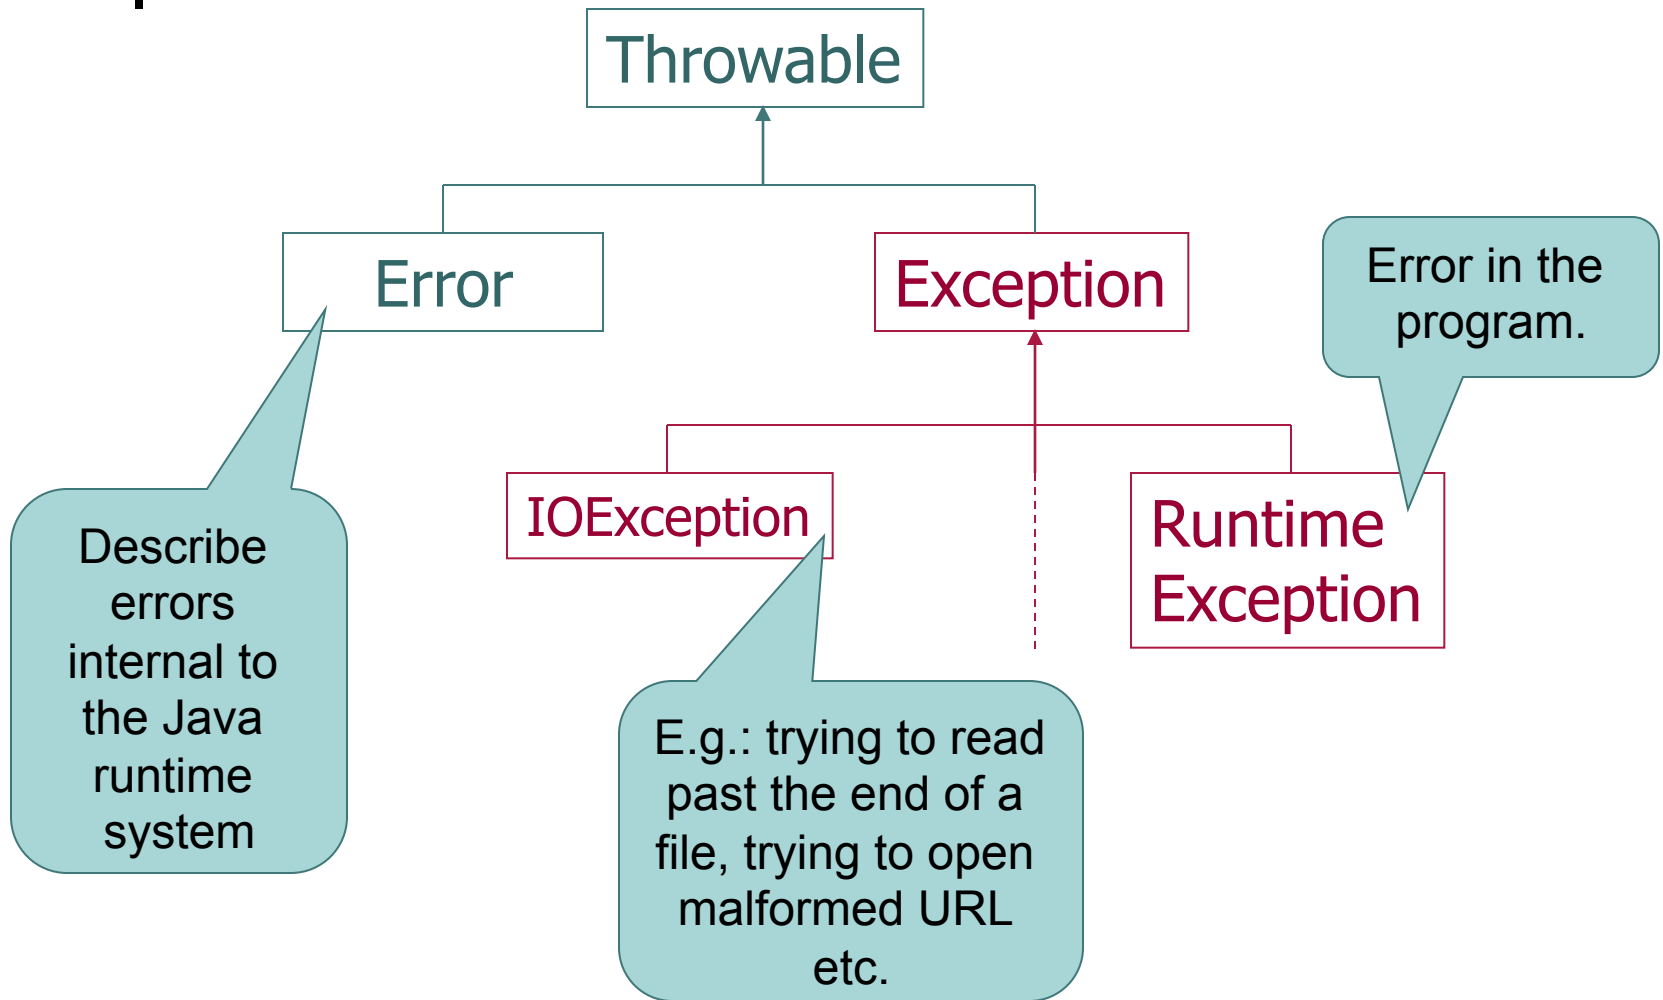 Throwable
Error
Exception
Error in the
program.
IOException
Runtime
Exception
Describe
errors
internal to
the Java
runtime
system
E.g.: trying to read
past the end of a
file, trying to open
malformed URL
etc.